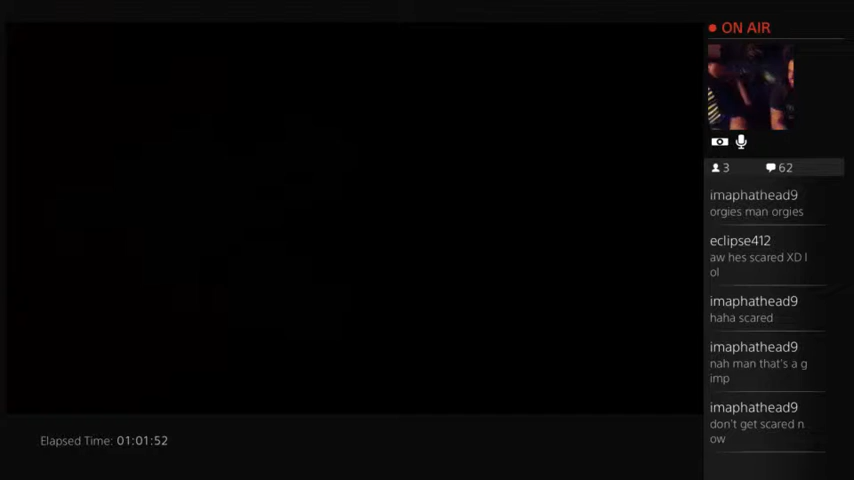 ON AIR
3 62
imaphathead9
orgies man orgies
eclipse412
aw hes scared XD l
ol
imaphathead9
haha scared
imaphathead9
nah man that's a g
imp
imaphathead9
don't get scared n
ow
Elapsed Time: 01:01:52